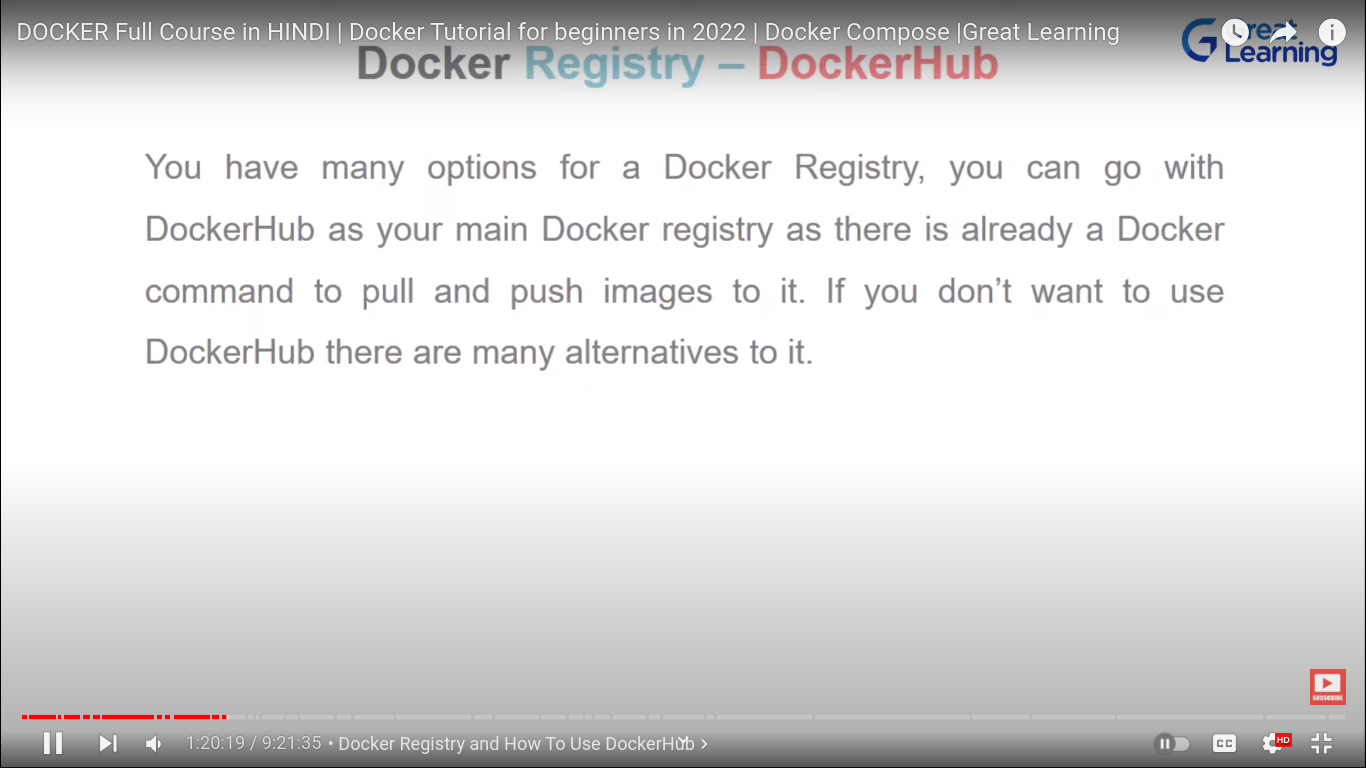 DOCKER Full Course in HINDI | Docker Tutorial for beginners in 2022 | Docker Compose |Great Learning
Great
Learning
Docker Registry – DockerHub
You have many options for a Docker Registry, you can go with
DockerHub as your main Docker registry as there is already a Docker
command to pull and push images to it. If you don’t want to use
DockerHub there are many alternatives to it.
SUBSCRIBE
1:20:19 / 9:21:35 • Docker Registry and How To Use DockerHub
CC
HD